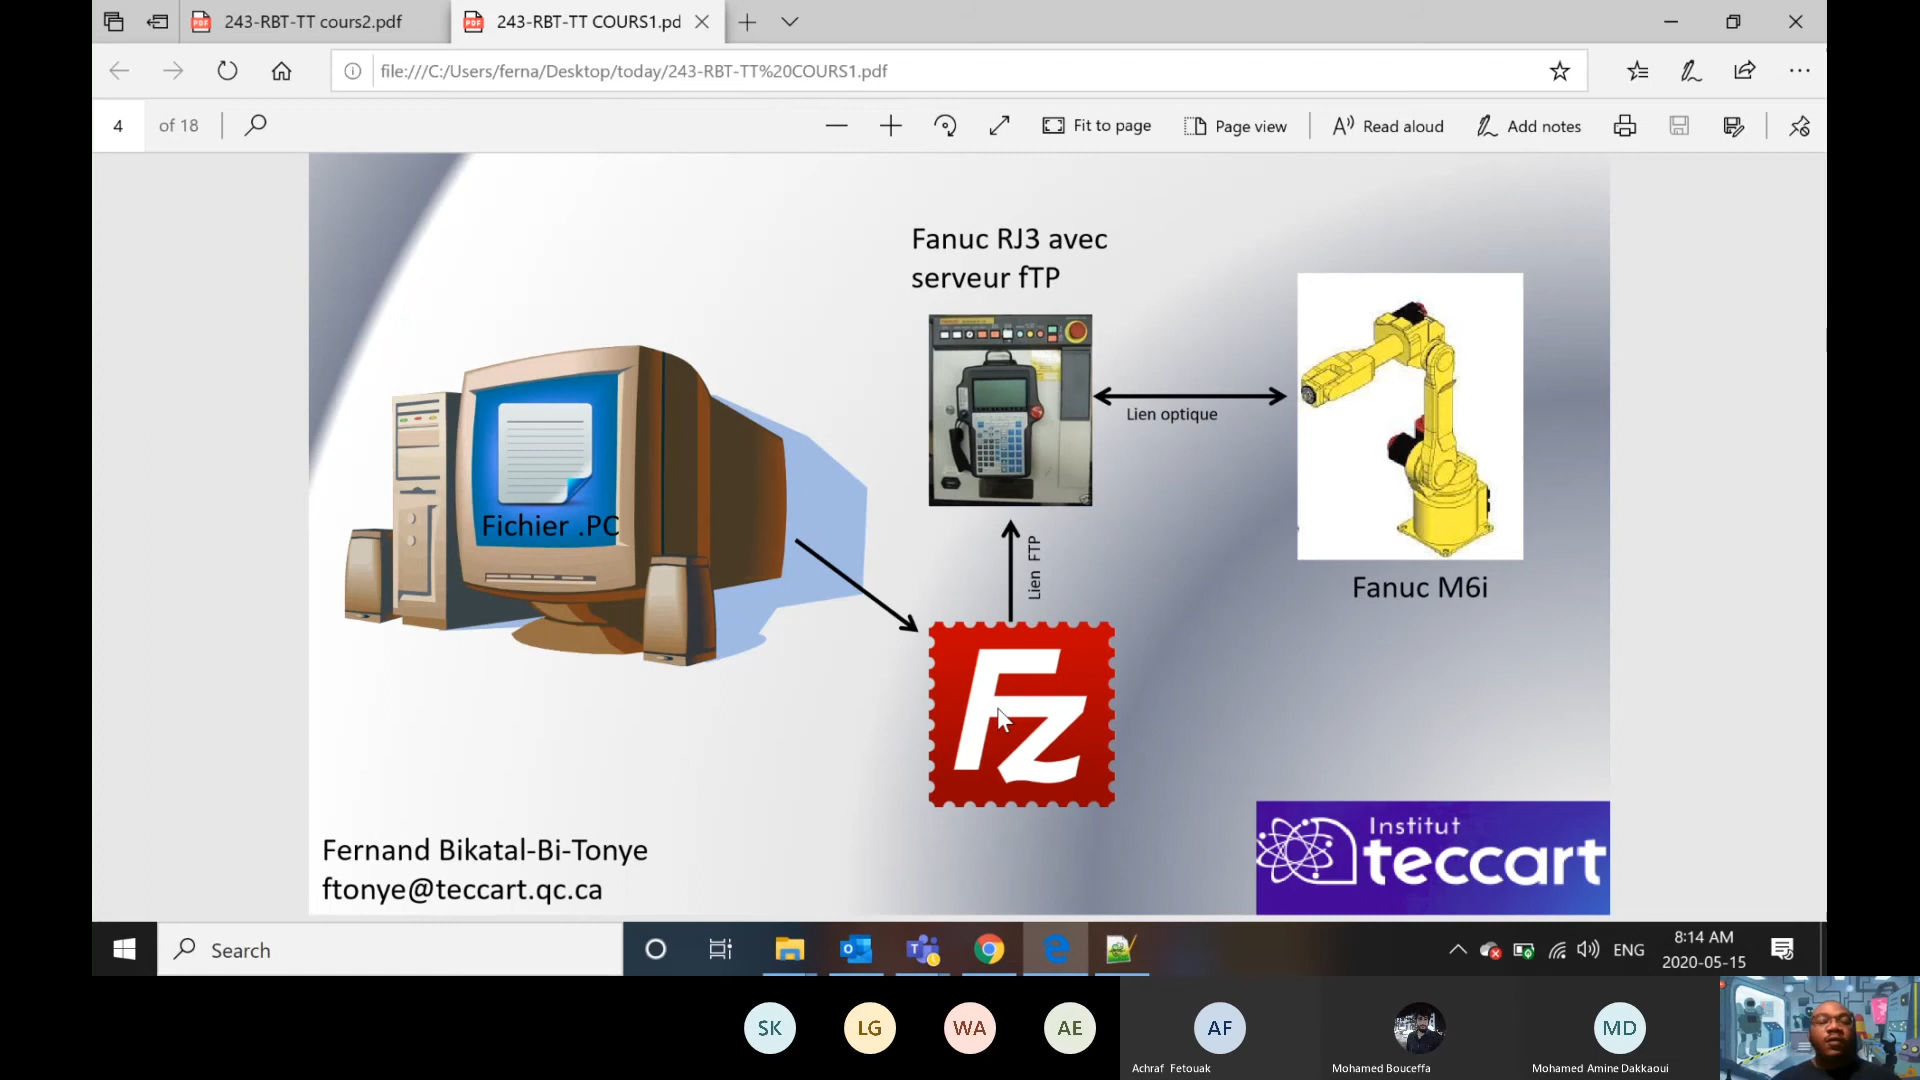 243-RBT-TT cours2.pdf
243-RBT-TT COURS1.pd
file:///C:/Users/ferna/Desktop/today/243-RBT-TT%20COURS1.pdf
4 of 18
Fit to page
Page view
Read aloud
Add notes
Fanuc RJ3 avec
serveur fTP
Lien optique
Fichier .PC
Lien FTP
Fanuc M6i
Fz
Fernand Bikatal-Bi-Tonye
ftonye@teccart.qc.ca
Institut
teccart
Search
ENG
8:14 AM
2020-05-15
SK
LG
WA
AE
AF
MD
Achraf Fetouak
Mohamed Bouceffa
Mohamed Amine Dakkaoui